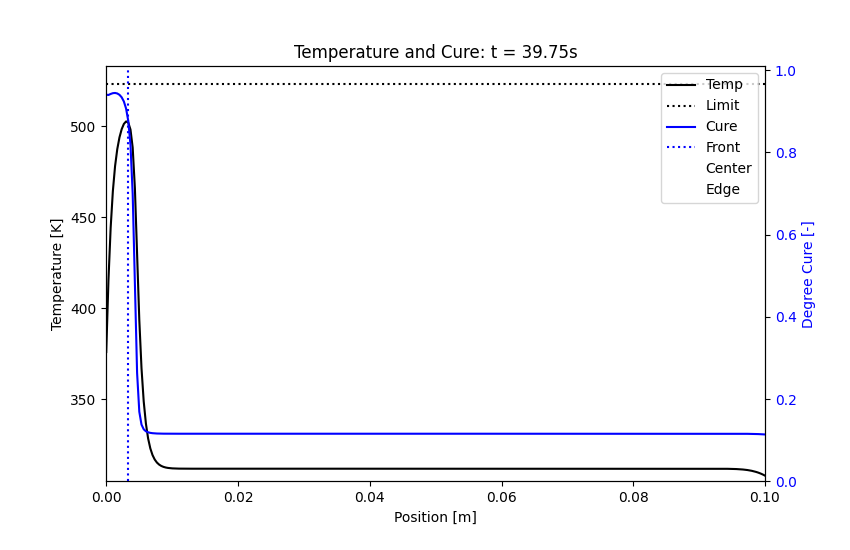 Temperature and Cure: t = 39.75s
Temperature [K]
500
450
400
350
Temp
Limit
Cure
Front
Center
Edge
1.0
0.8
0.6
0.4
0.2
0.0
Degree Cure [-]
0.00
0.02
0.04
0.06
0.08
0.10
Position [m]